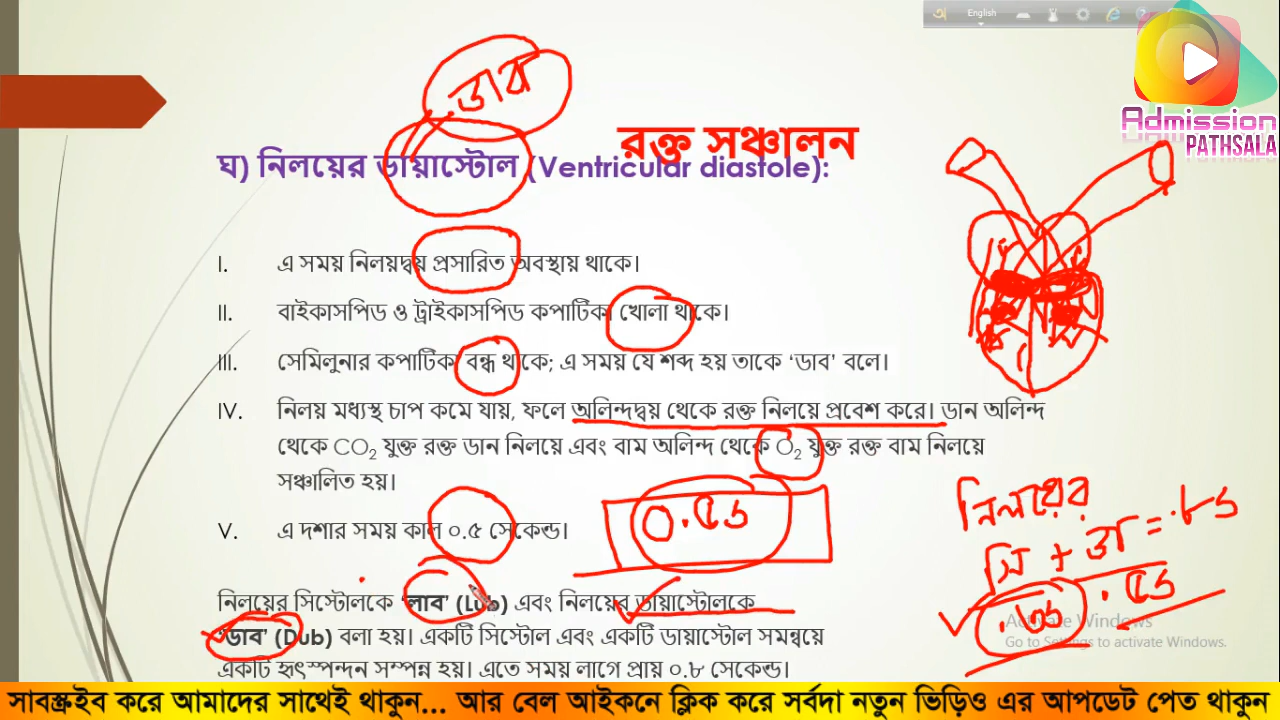 English
Admission
PATHSALA
ডাব
রক্ত সঞ্চালন
ঘ) নিলয়ের ডায়াস্টোল (Ventricular diastole):
I. এ সময় নিলয়দ্বয় প্রসারিত অবস্থায় থাকে।
II. বাইকাসপিড ও ট্রাইকাসপিড কপাটিকা খোলা থাকে।
III. সেমিলুনার কপাটিকা বন্ধ থাকে; এ সময় যে শব্দ হয় তাকে ‘ডাব’ বলে।
IV. নিলয় মধ্যস্থ চাপ কমে যায়, ফলে অলিন্দদ্বয় থেকে রক্ত নিলয়ে প্রবেশ করে। ডান অলিন্দ
থেকে CO₂ যুক্ত রক্ত ডান নিলয়ে এবং বাম অলিন্দ থেকে O₂ যুক্ত রক্ত বাম নিলয়ে
সঞ্চালিত হয়।
V. এ দশার সময় কাল ০.৫ সেকেন্ড।
০.৫s
নিলয়ের
সি + ডা = .৮s
.৫s
.৩s
নিলয়ের সিস্টোলকে ‘লাব’ (Lub) এবং নিলয়ের ডায়াস্টোলকে
‘ডাব’ (Dub) বলা হয়। একটি সিস্টোল এবং একটি ডায়াস্টোল সমন্বয়ে
একটি হৃৎস্পন্দন সম্পন্ন হয়। এতে সময় লাগে প্রায় ০.৮ সেকেন্ড।
Activate Windows
Go to Settings to activate Windows.
সাবস্ক্রইব করে আমাদের সাথেই থাকুন... আর বেল আইকনে ক্লিক করে সর্বদা নতুন ভিড়িও এর আপডেট পেত থাকুন